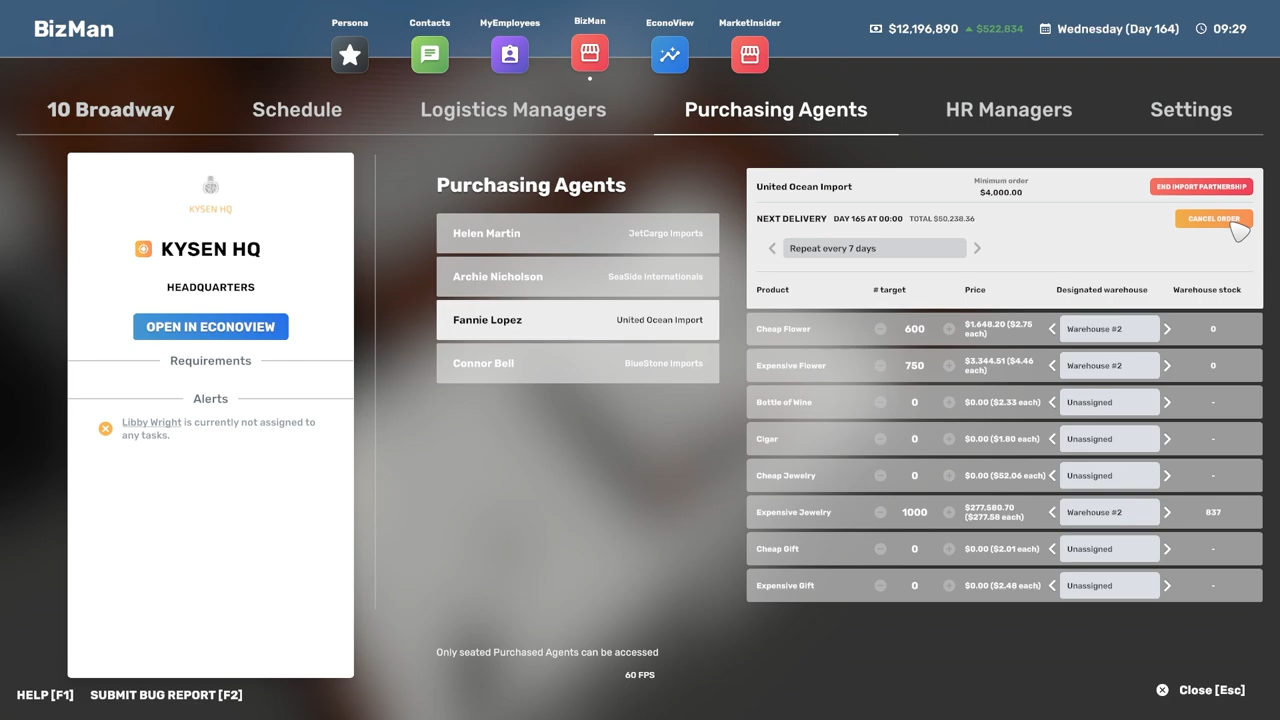 BizMan
Persona
Contacts
MyEmployees
BizMan
EconoView
MarketInsider
$12,196,890
$522,834
Wednesday (Day 164)
09:29
10 Broadway
Schedule
Logistics Managers
Purchasing Agents
HR Managers
Settings
KYSEN HQ
KYSEN HQ
HEADQUARTERS
OPEN IN ECONOVIEW
Requirements
Alerts
Libby Wright is currently not assigned to
any tasks.
Purchasing Agents
Helen Martin JetCargo Imports
Archie Nicholson SeaSide Internationals
Fannie Lopez United Ocean Import
Connor Bell BlueStone Imports
Only seated Purchased Agents can be accessed
60 FPS
United Ocean Import
Minimum order
$4,000.00
END IMPORT PARTNERSHIP
NEXT DELIVERY DAY 165 AT 00:00 TOTAL $50,238.36
CANCEL ORDER
Repeat every 7 days
Product # target Price Designated warehouse Warehouse stock
Cheap Flower 600 $1,648.20 ($2.75 each) Warehouse #2 0
Expensive Flower 750 $3,344.51 ($4.46 each) Warehouse #2 0
Bottle of Wine 0 $0.00 ($2.33 each) Unassigned -
Cigar 0 $0.00 ($1.80 each) Unassigned -
Cheap Jewelry 0 $0.00 ($52.06 each) Unassigned -
Expensive Jewelry 1000 $277.580.70 ($277.58 each) Warehouse #2 837
Cheap Gift 0 $0.00 ($2.01 each) Unassigned -
Expensive Gift 0 $0.00 ($2.48 each) Unassigned -
HELP [F1] SUBMIT BUG REPORT [F2]
Close [Esc]